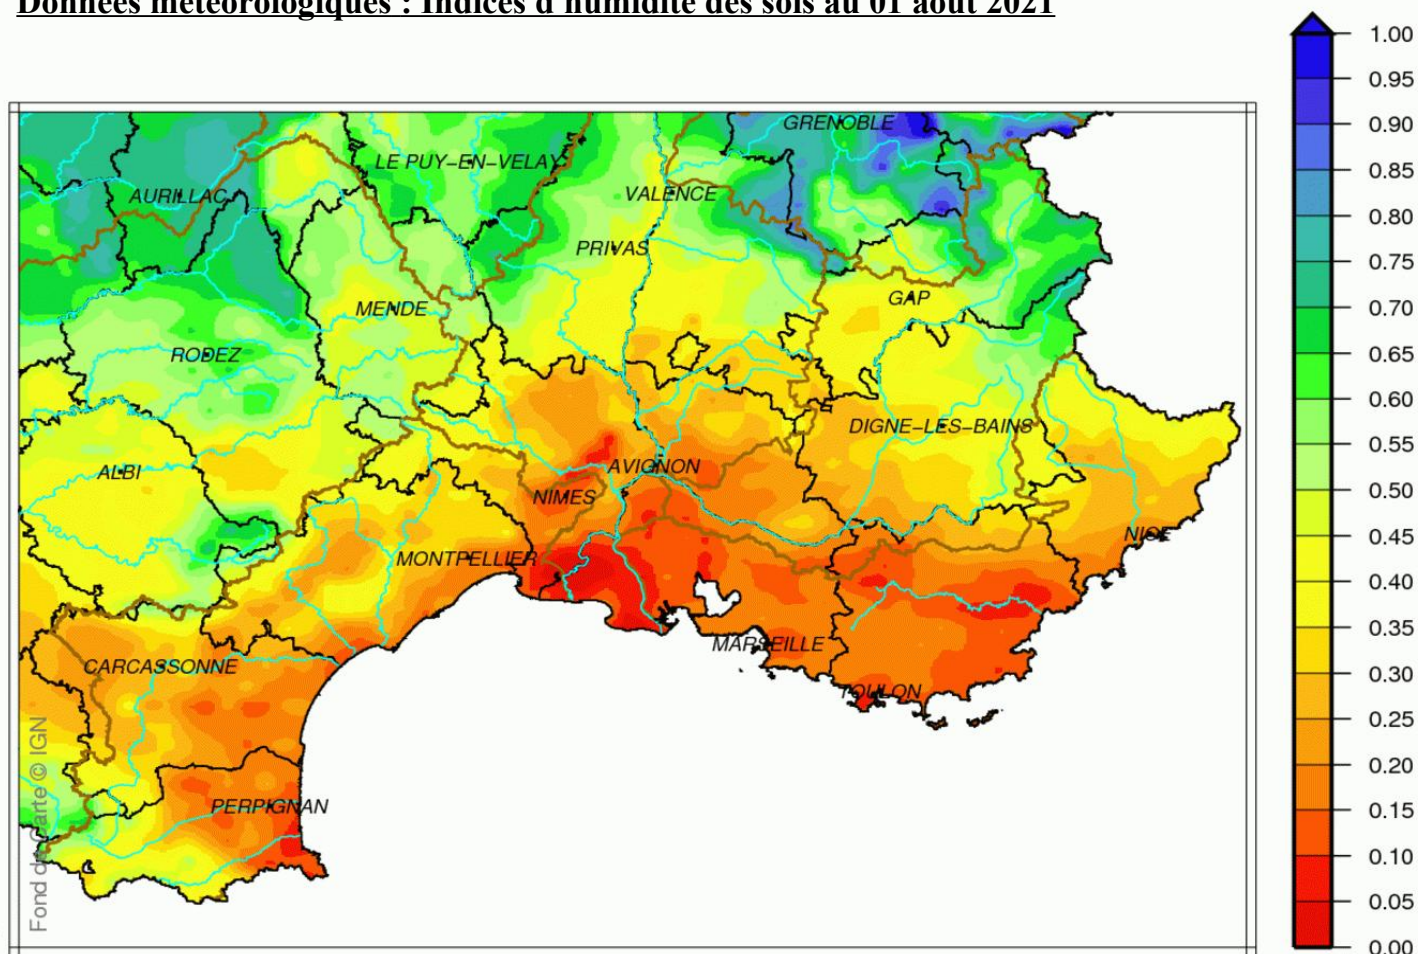 Données météorologiques : Indices d'humidité des sols au 01 août 2021
1.00
0.95
0.90
0.85
0.80
0.75
0.70
0.65
0.60
0.55
0.50
0.45
0.40
0.35
0.30
0.25
0.20
0.15
0.10
0.05
0.00
GRENOBLE
LE PUY-EN-VELAY
AURILLAC
VALENCE
PRIVAS
GAP
MENDE
RODEZ
DIGNE-LES-BAINS
ALBI
AVIGNON
NIMES
NICE
MONTPELLIER
MARSEILLE
CARCASSONNE
TOULON
PERPIGNAN
Fond de Carte © IGN